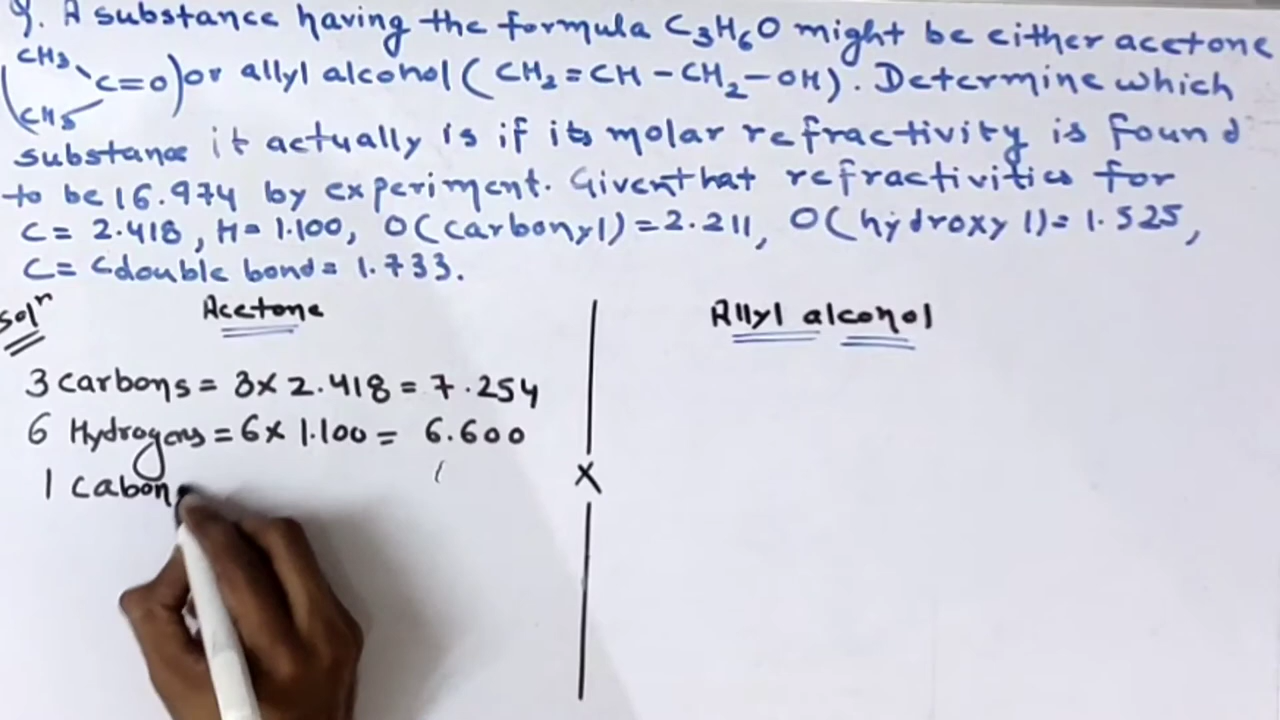 Q. A substance having the formula C₃H₆O might be either acetone
(CH₃ CH₃ C=O) or allyl alcohol (CH₂=CH-CH₂-OH). Determine which
substance it actually is if its molar refractivity is found
to be 16.974 by experiment. Given that refractivities for
C = 2.418, H = 1.100, O(carbonyl) = 2.211, O(hydroxyl) = 1.525,
C=C double bond = 1.733.
Solⁿ Acetone Allyl alcohol
3 carbons = 3 x 2.418 = 7.254
6 Hydrogens = 6 x 1.100 = 6.600
X
1 Cabon